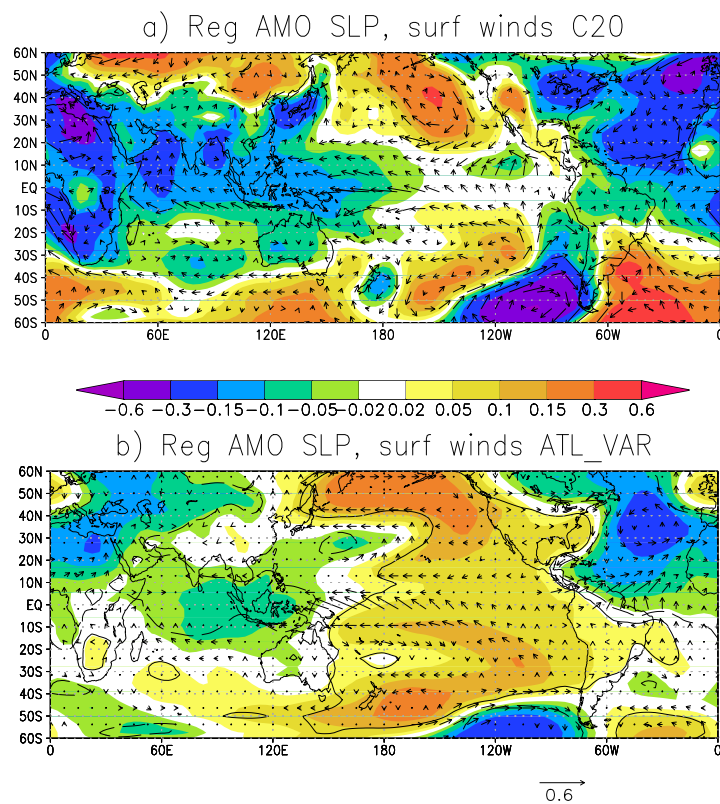 a) Reg AMO SLP, surf winds C20
60N
50N
40N
30N
20N
10N
EQ
10S
20S
30S
40S
50S
60S
0 60E 120E 180 120W 60W 0
-0.6 -0.3 -0.15 -0.1 -0.05 -0.02 0.02 0.05 0.1 0.15 0.3 0.6
b) Reg AMO SLP, surf winds ATL_VAR
60N
50N
40N
30N
20N
10N
EQ
10S
20S
30S
40S
50S
60S
0 60E 120E 180 120W 60W 0
0.6